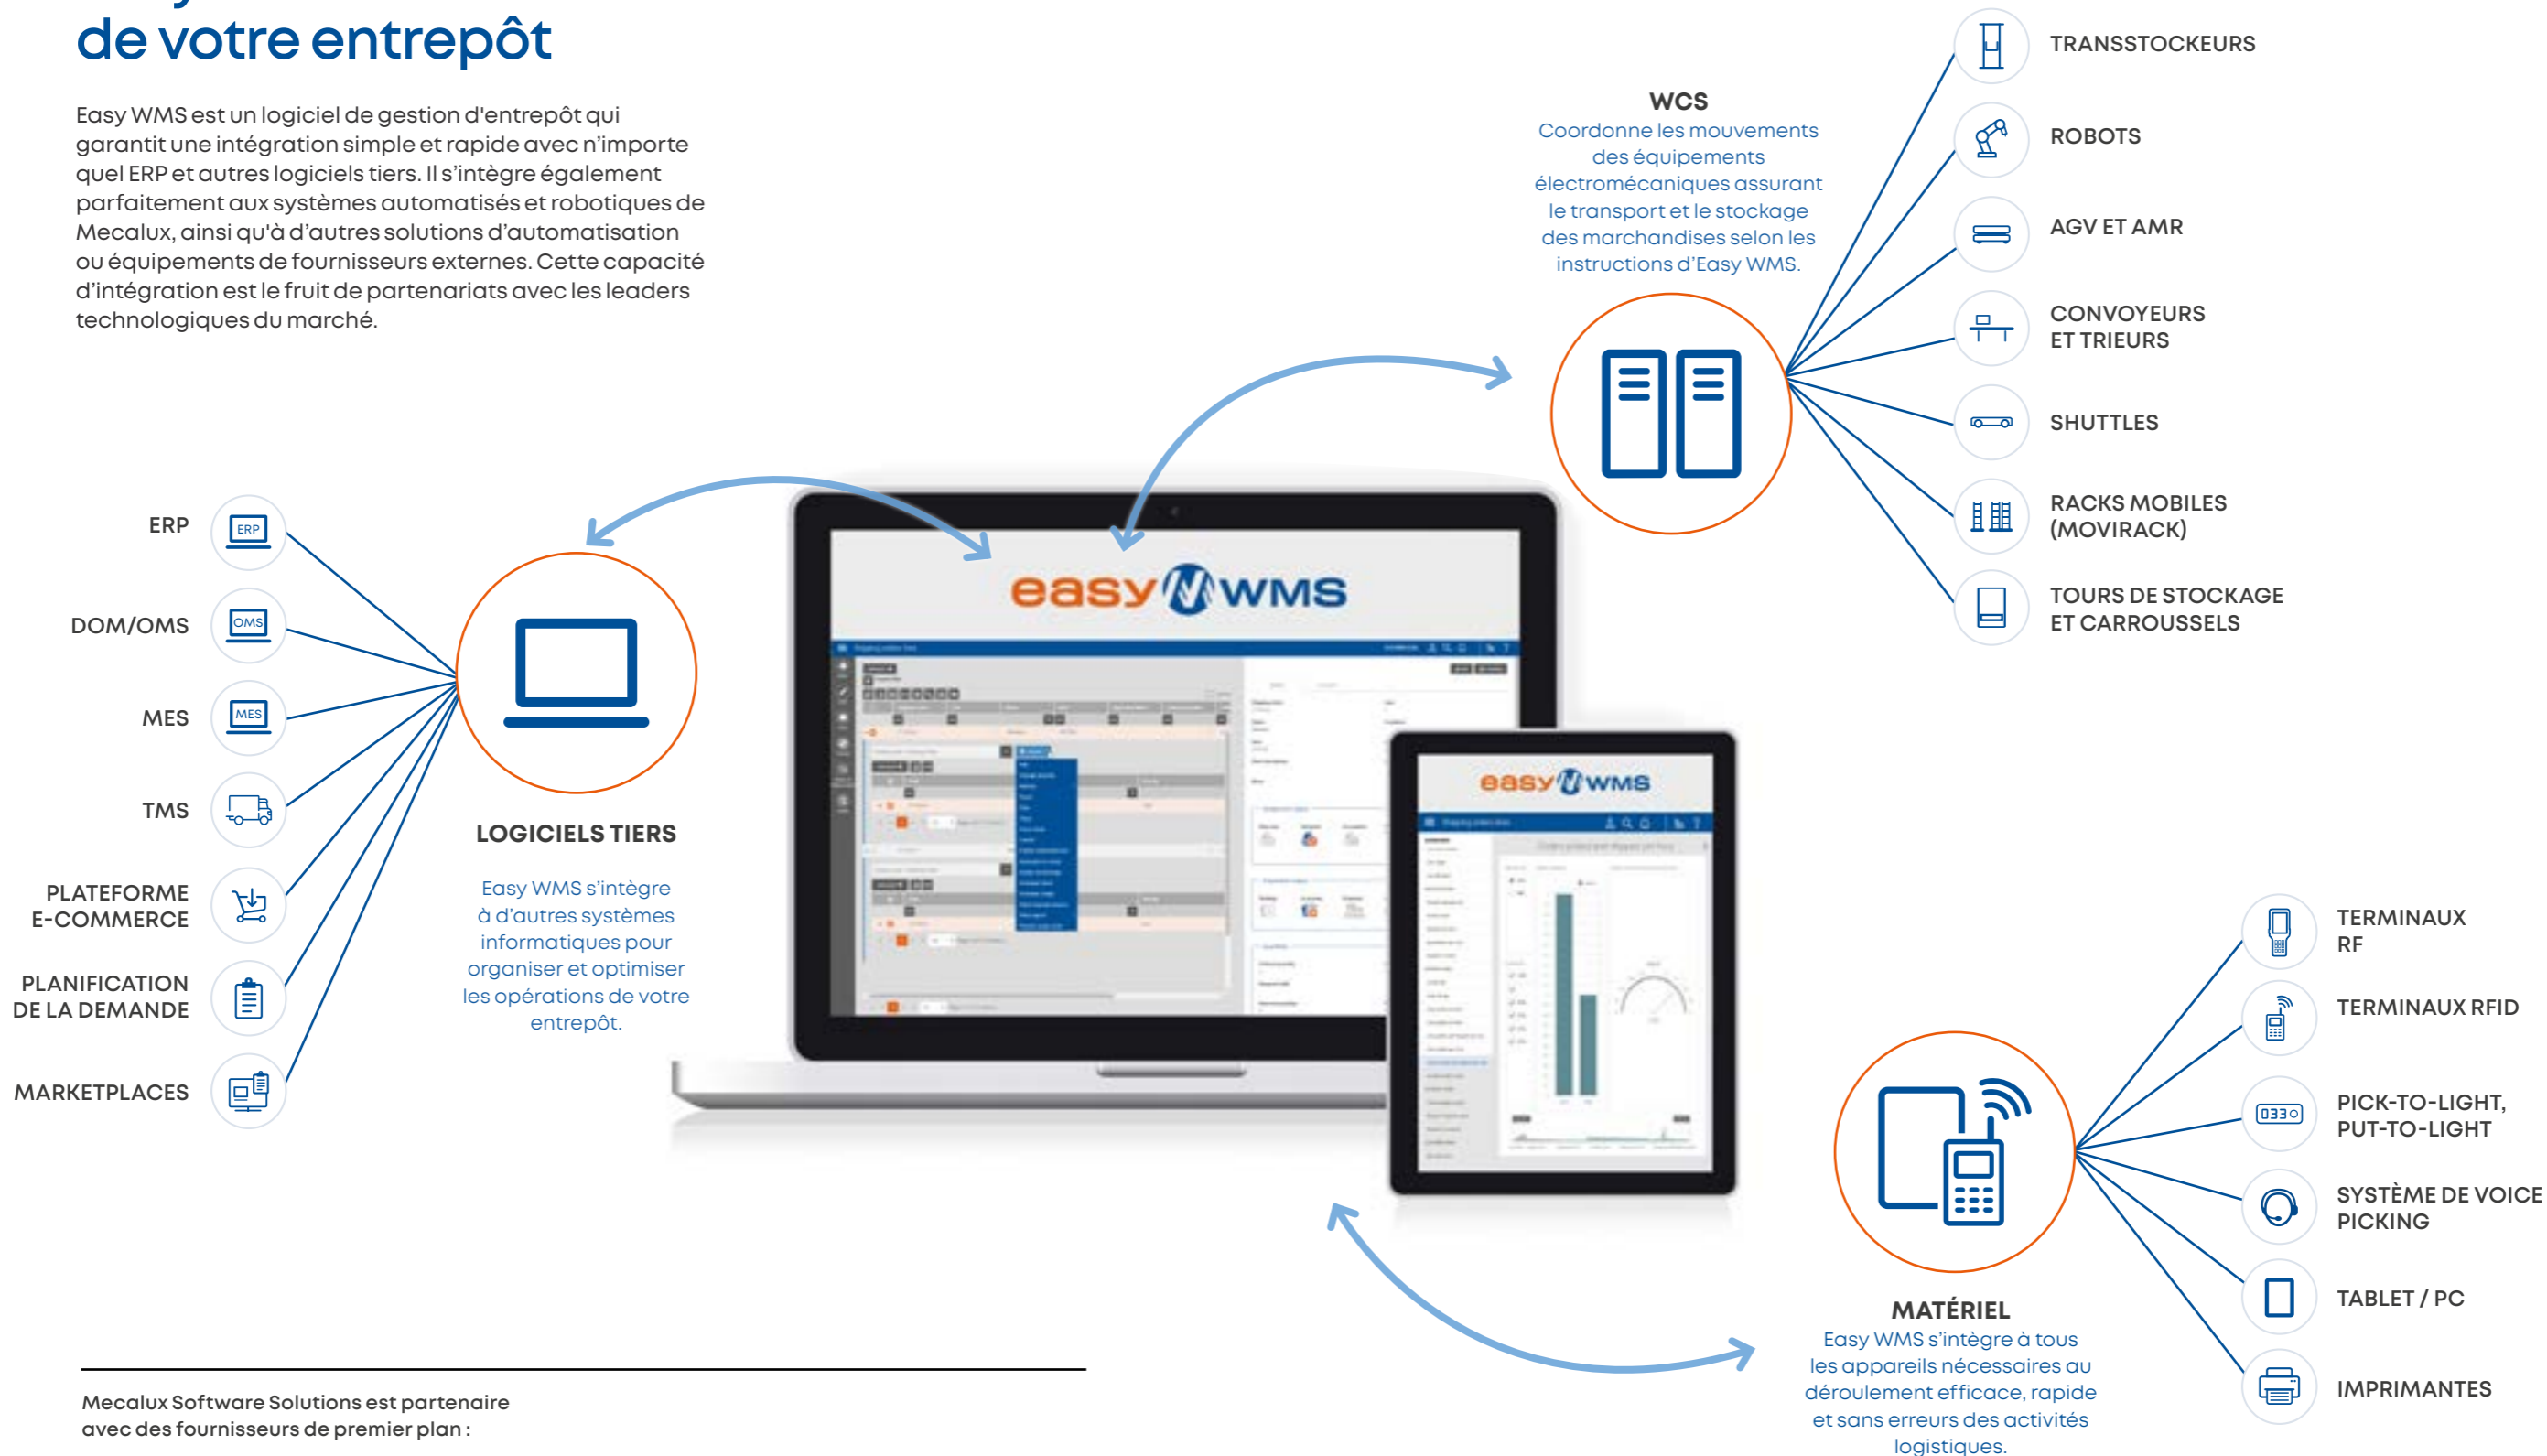 de votre entrepôt
Easy WMS est un logiciel de gestion d'entrepôt qui
garantit une intégration simple et rapide avec n’importe
quel ERP et autres logiciels tiers. Il s’intègre également
parfaitement aux systèmes automatisés et robotiques de
Mecalux, ainsi qu'à d’autres solutions d’automatisation
ou équipements de fournisseurs externes. Cette capacité
d’intégration est le fruit de partenariats avec les leaders
technologiques du marché.
WCS
Coordonne les mouvements
des équipements
électromécaniques assurant
le transport et le stockage
des marchandises selon les
instructions d’Easy WMS.
TRANSSTOCKEURS
ROBOTS
AGV ET AMR
CONVOYEURS
ET TRIEURS
SHUTTLES
RACKS MOBILES
(MOVIRACK)
TOURS DE STOCKAGE
ET CARROUSSELS
ERP
ERP
DOM/OMS
OMS
MES
MES
TMS
PLATEFORME
E-COMMERCE
PLANIFICATION
DE LA DEMANDE
MARKETPLACES
LOGICIELS TIERS
Easy WMS s’intègre
à d’autres systèmes
informatiques pour
organiser et optimiser
les opérations de votre
entrepôt.
easy WMS
easy WMS
TERMINAUX
RF
TERMINAUX RFID
033
PICK-TO-LIGHT,
PUT-TO-LIGHT
SYSTÈME DE VOICE
PICKING
TABLET / PC
IMPRIMANTES
MATÉRIEL
Easy WMS s’intègre à tous
les appareils nécessaires au
déroulement efficace, rapide
et sans erreurs des activités
logistiques.
Mecalux Software Solutions est partenaire
avec des fournisseurs de premier plan :